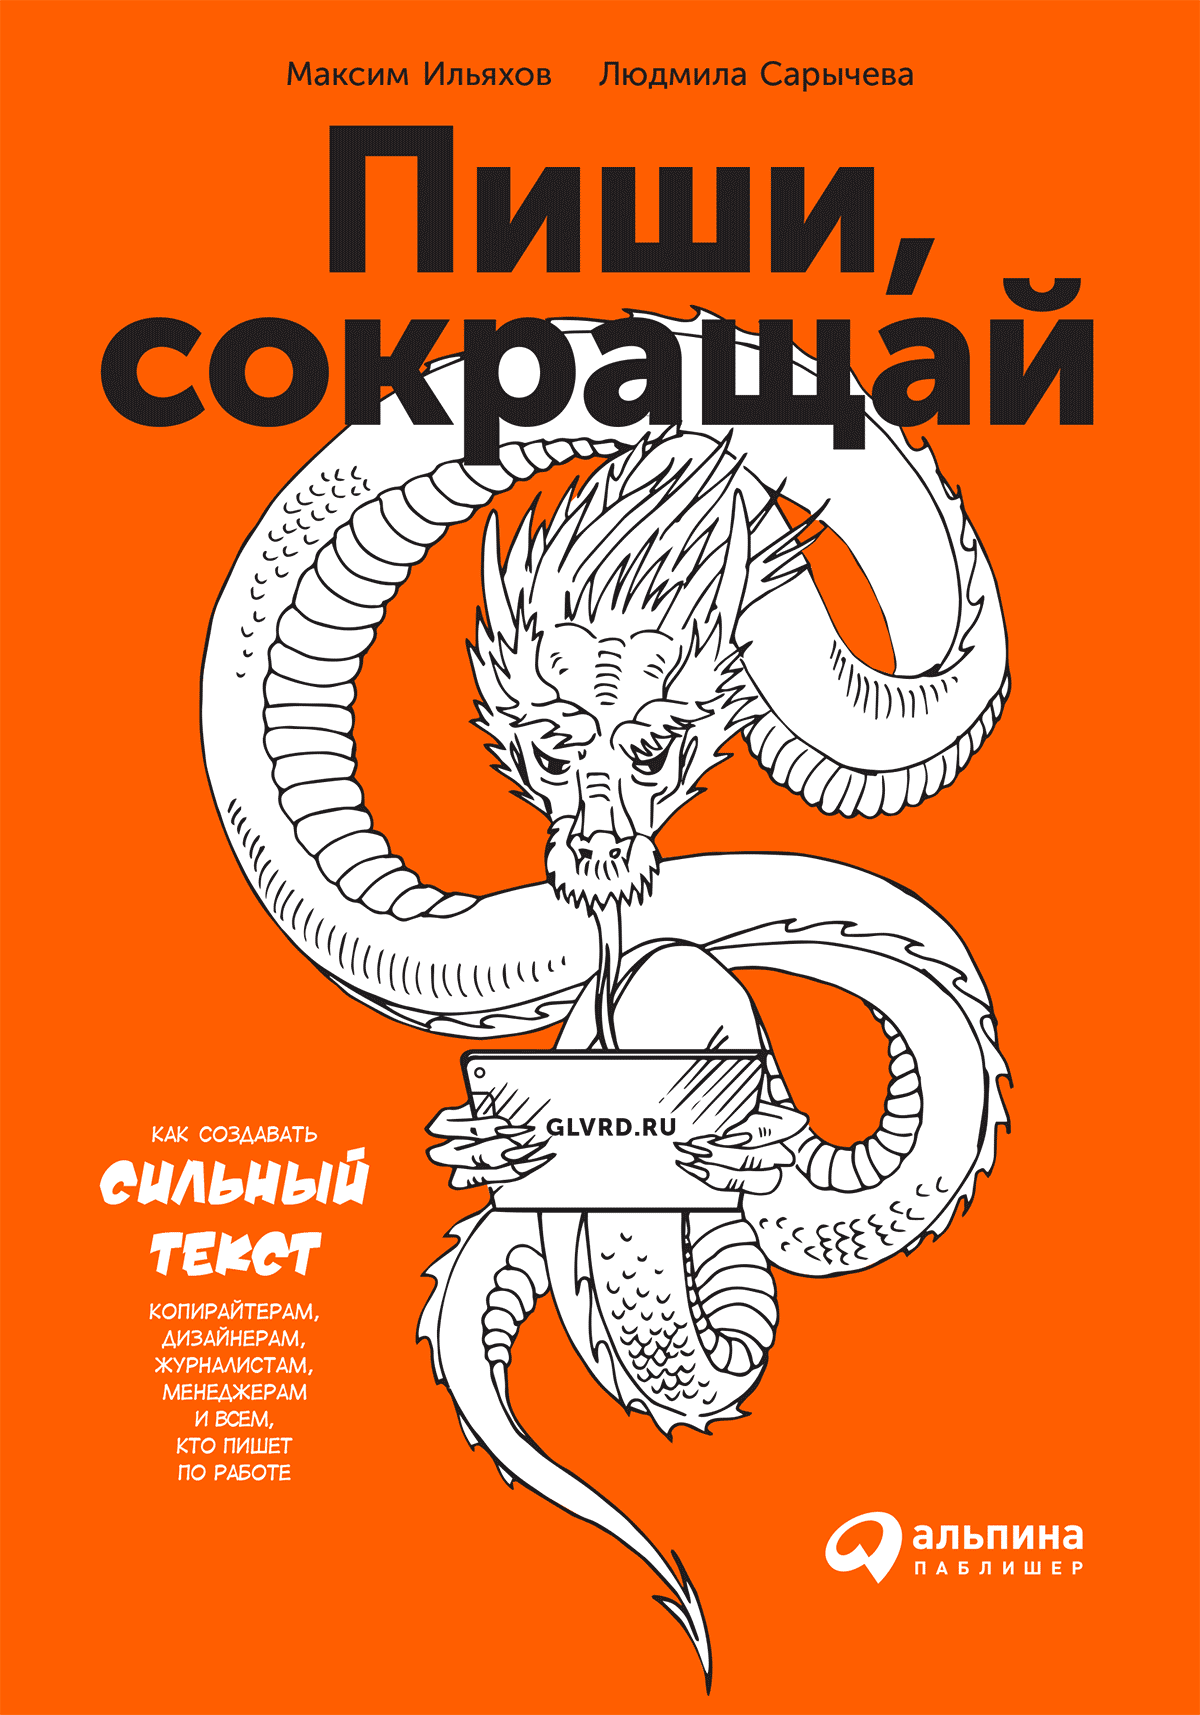 Максим Ильяхов Людмила Сарычева
Пиши,
сокращай
GLVRD.RU
КАК СОЗДАВАТЬ
СИЛЬНЫЙ
ТЕКСТ
КОПИРАЙТЕРАМ,
ДИЗАЙНЕРАМ,
ЖУРНАЛИСТАМ,
МЕНЕДЖЕРАМ
И ВСЕМ,
КТО ПИШЕТ
ПО РАБОТЕ
альпина
ПАБЛИШЕР